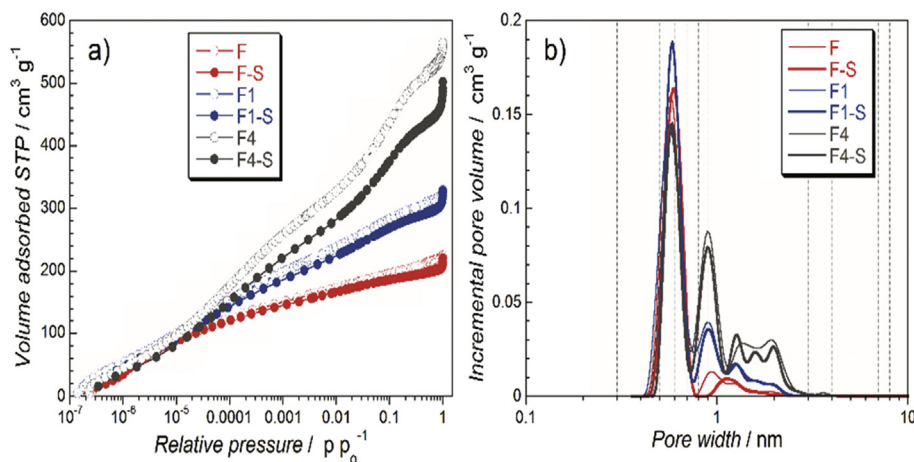 a)
F
F-S
F1
F1-S
F4
F4-S
600
500
400
300
200
100
0
Volume adsorbed STP / cm³ g⁻¹
10⁻⁷ 10⁻⁶ 10⁻⁵ 0.0001 0.001 0.01 0.1 1
Relative pressure / p p₀⁻¹
b)
F
F-S
F1
F1-S
F4
F4-S
0.2
0.15
0.1
0.05
0
Incremental pore volume / cm³ g⁻¹
0.1 1 10
Pore width / nm